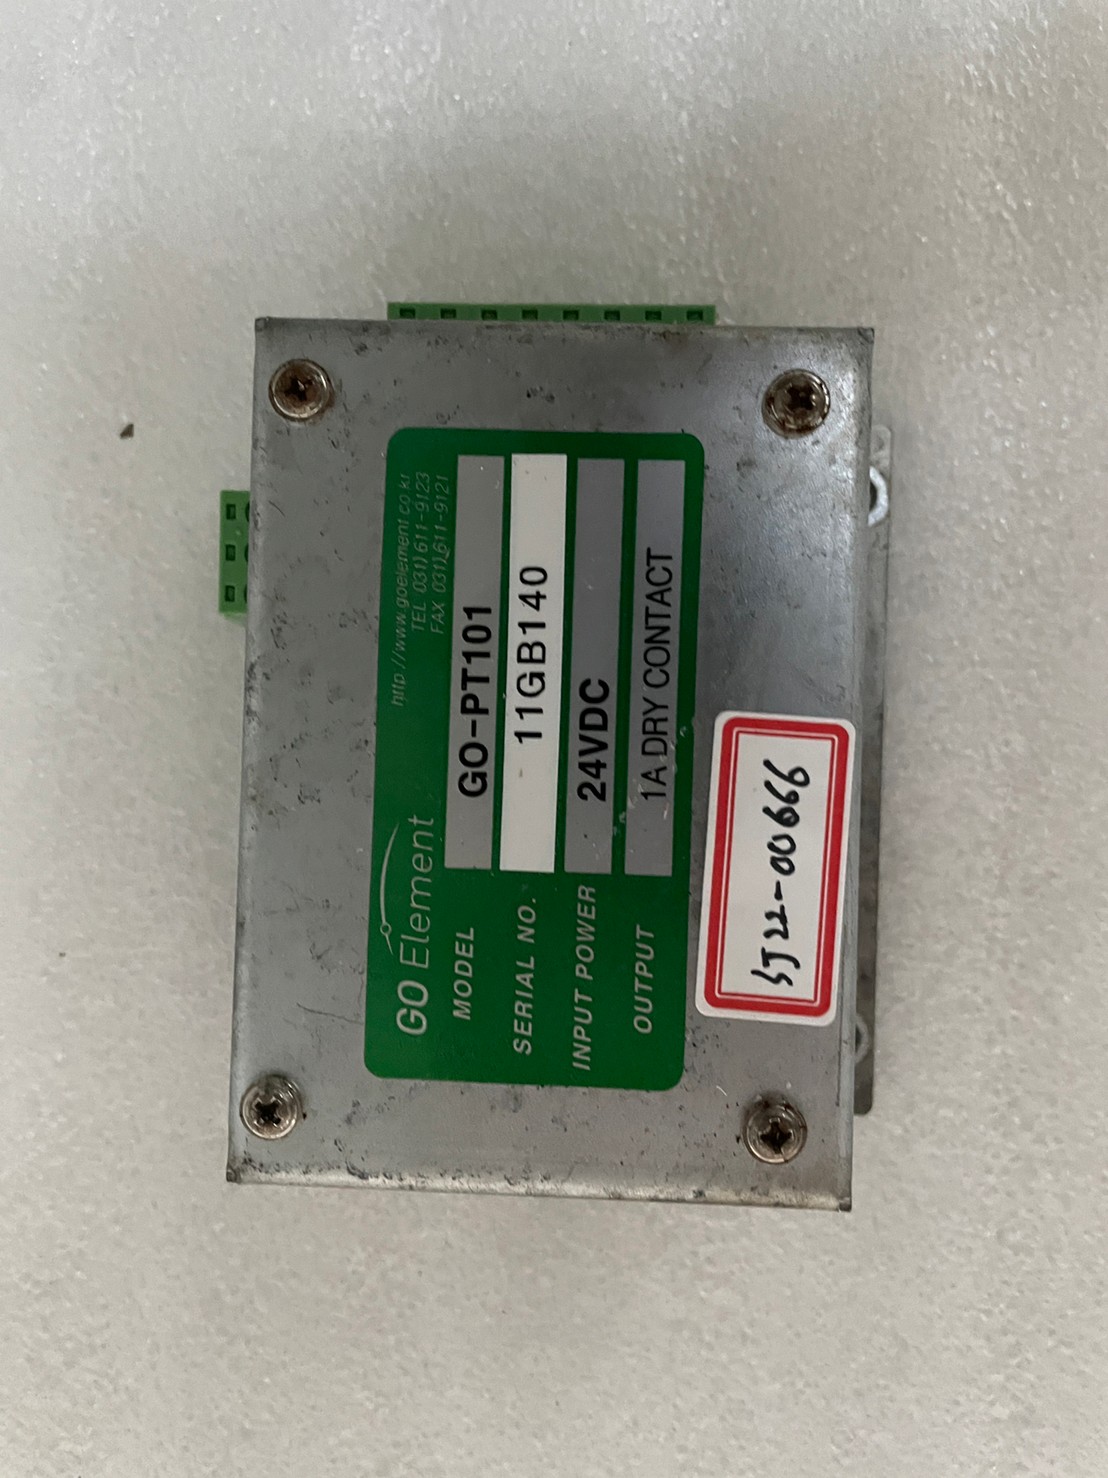 GO Element
http://www.goelement.co.kr
TEL 031)611-9123
FAX 031)611-9121
MODEL GO-PT101
SERIAL NO. 11GB140
INPUT POWER 24VDC
OUTPUT 1A DRY CONTACT
SJ22-00666